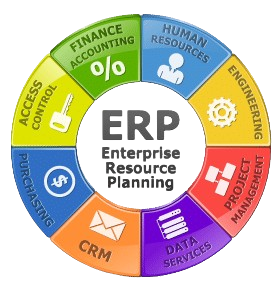 ERP
Enterprise
Resource
Planning
FINANCE
ACCOUNTING
%
HUMAN
RESOURCES
ENGINEERING
PROJECT
MANAGEMENT
DATA
SERVICES
CRM
PURCHASING
$
ACCESS
CONTROL